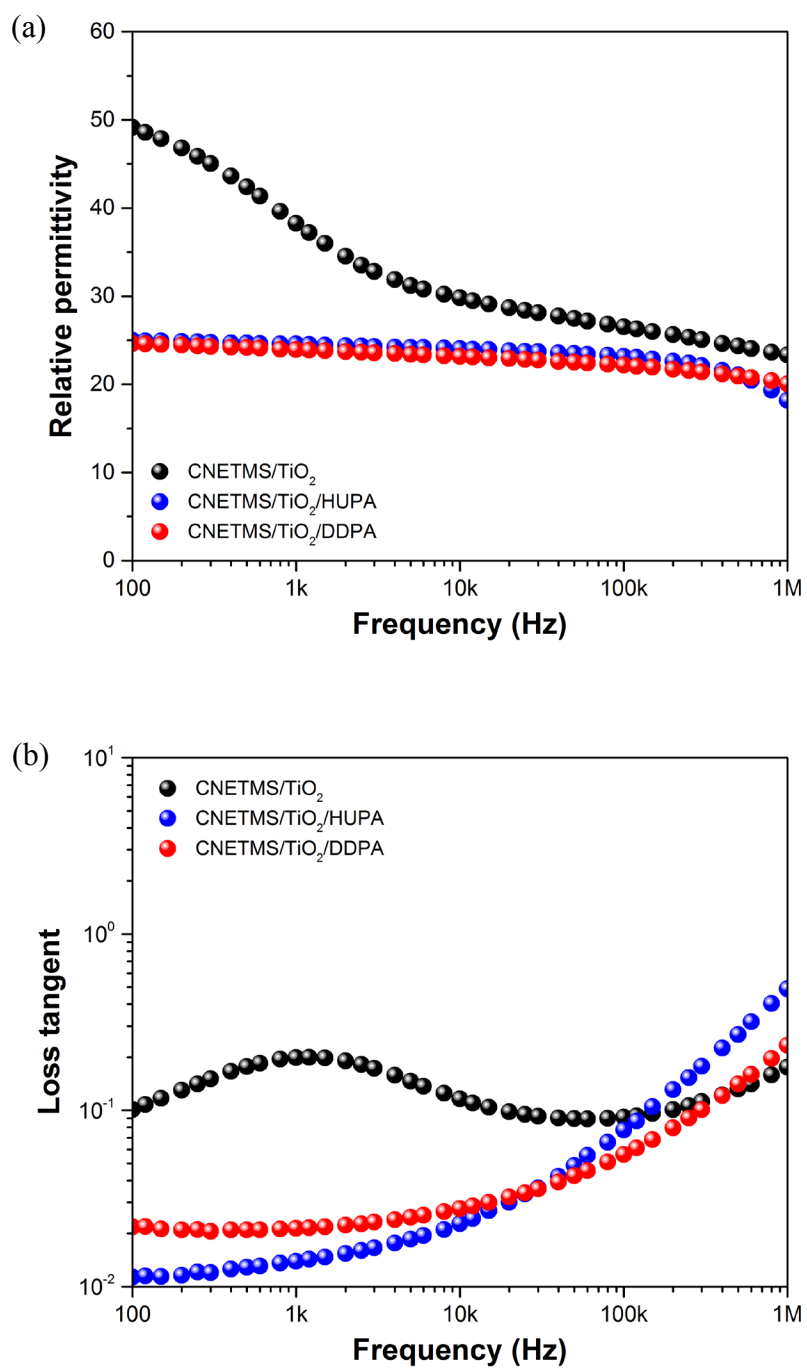 (a)
60
50
40
30
20
10
0
Relative permittivity
CNETMS/TiO₂
CNETMS/TiO₂/HUPA
CNETMS/TiO₂/DDPA
100 1k 10k 100k 1M
Frequency (Hz)
(b)
10¹
10⁰
10⁻¹
10⁻²
Loss tangent
CNETMS/TiO₂
CNETMS/TiO₂/HUPA
CNETMS/TiO₂/DDPA
100 1k 10k 100k 1M
Frequency (Hz)